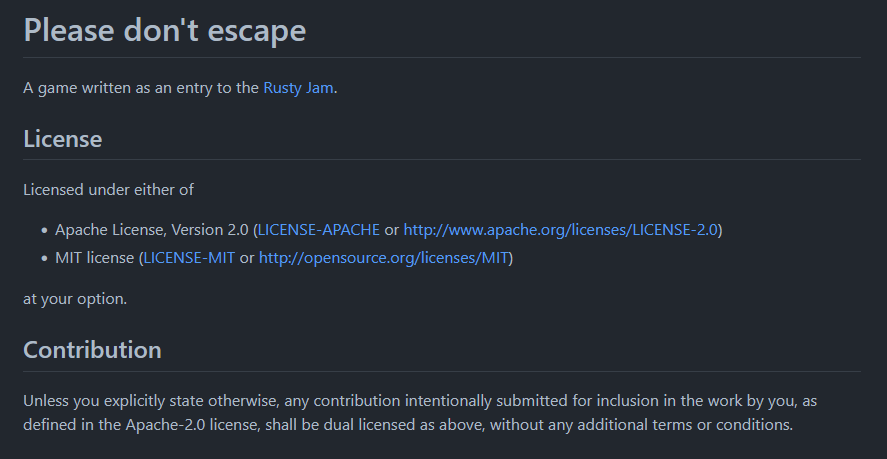 Please don't escape
A game written as an entry to the Rusty Jam.
License
Licensed under either of
• Apache License, Version 2.0 (LICENSE-APACHE or http://www.apache.org/licenses/LICENSE-2.0)
• MIT license (LICENSE-MIT or http://opensource.org/licenses/MIT)
at your option.
Contribution
Unless you explicitly state otherwise, any contribution intentionally submitted for inclusion in the work by you, as
defined in the Apache-2.0 license, shall be dual licensed as above, without any additional terms or conditions.